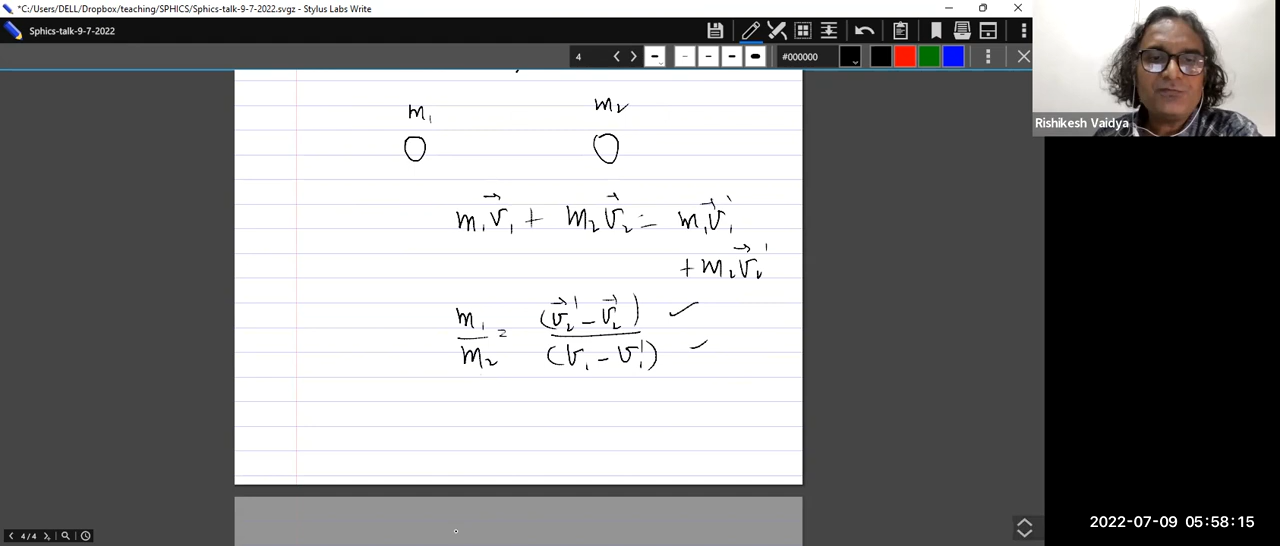 *C:/Users/DELL/Dropbox/teaching/SPHICS/Sphics-talk-9-7-2022.svgz - Stylus Labs Write
Sphics-talk-9-7-2022
4
#000000
Rishikesh Vaidya
m₁ m₂
m₁v⃗₁ + m₂v⃗₂ = m₁v⃗₁'
+ m₂v⃗₂'
m₁/m₂ = (v⃗₂' – v⃗₂)/(v₁ – v₁')
4/4
2022-07-09 05:58:15